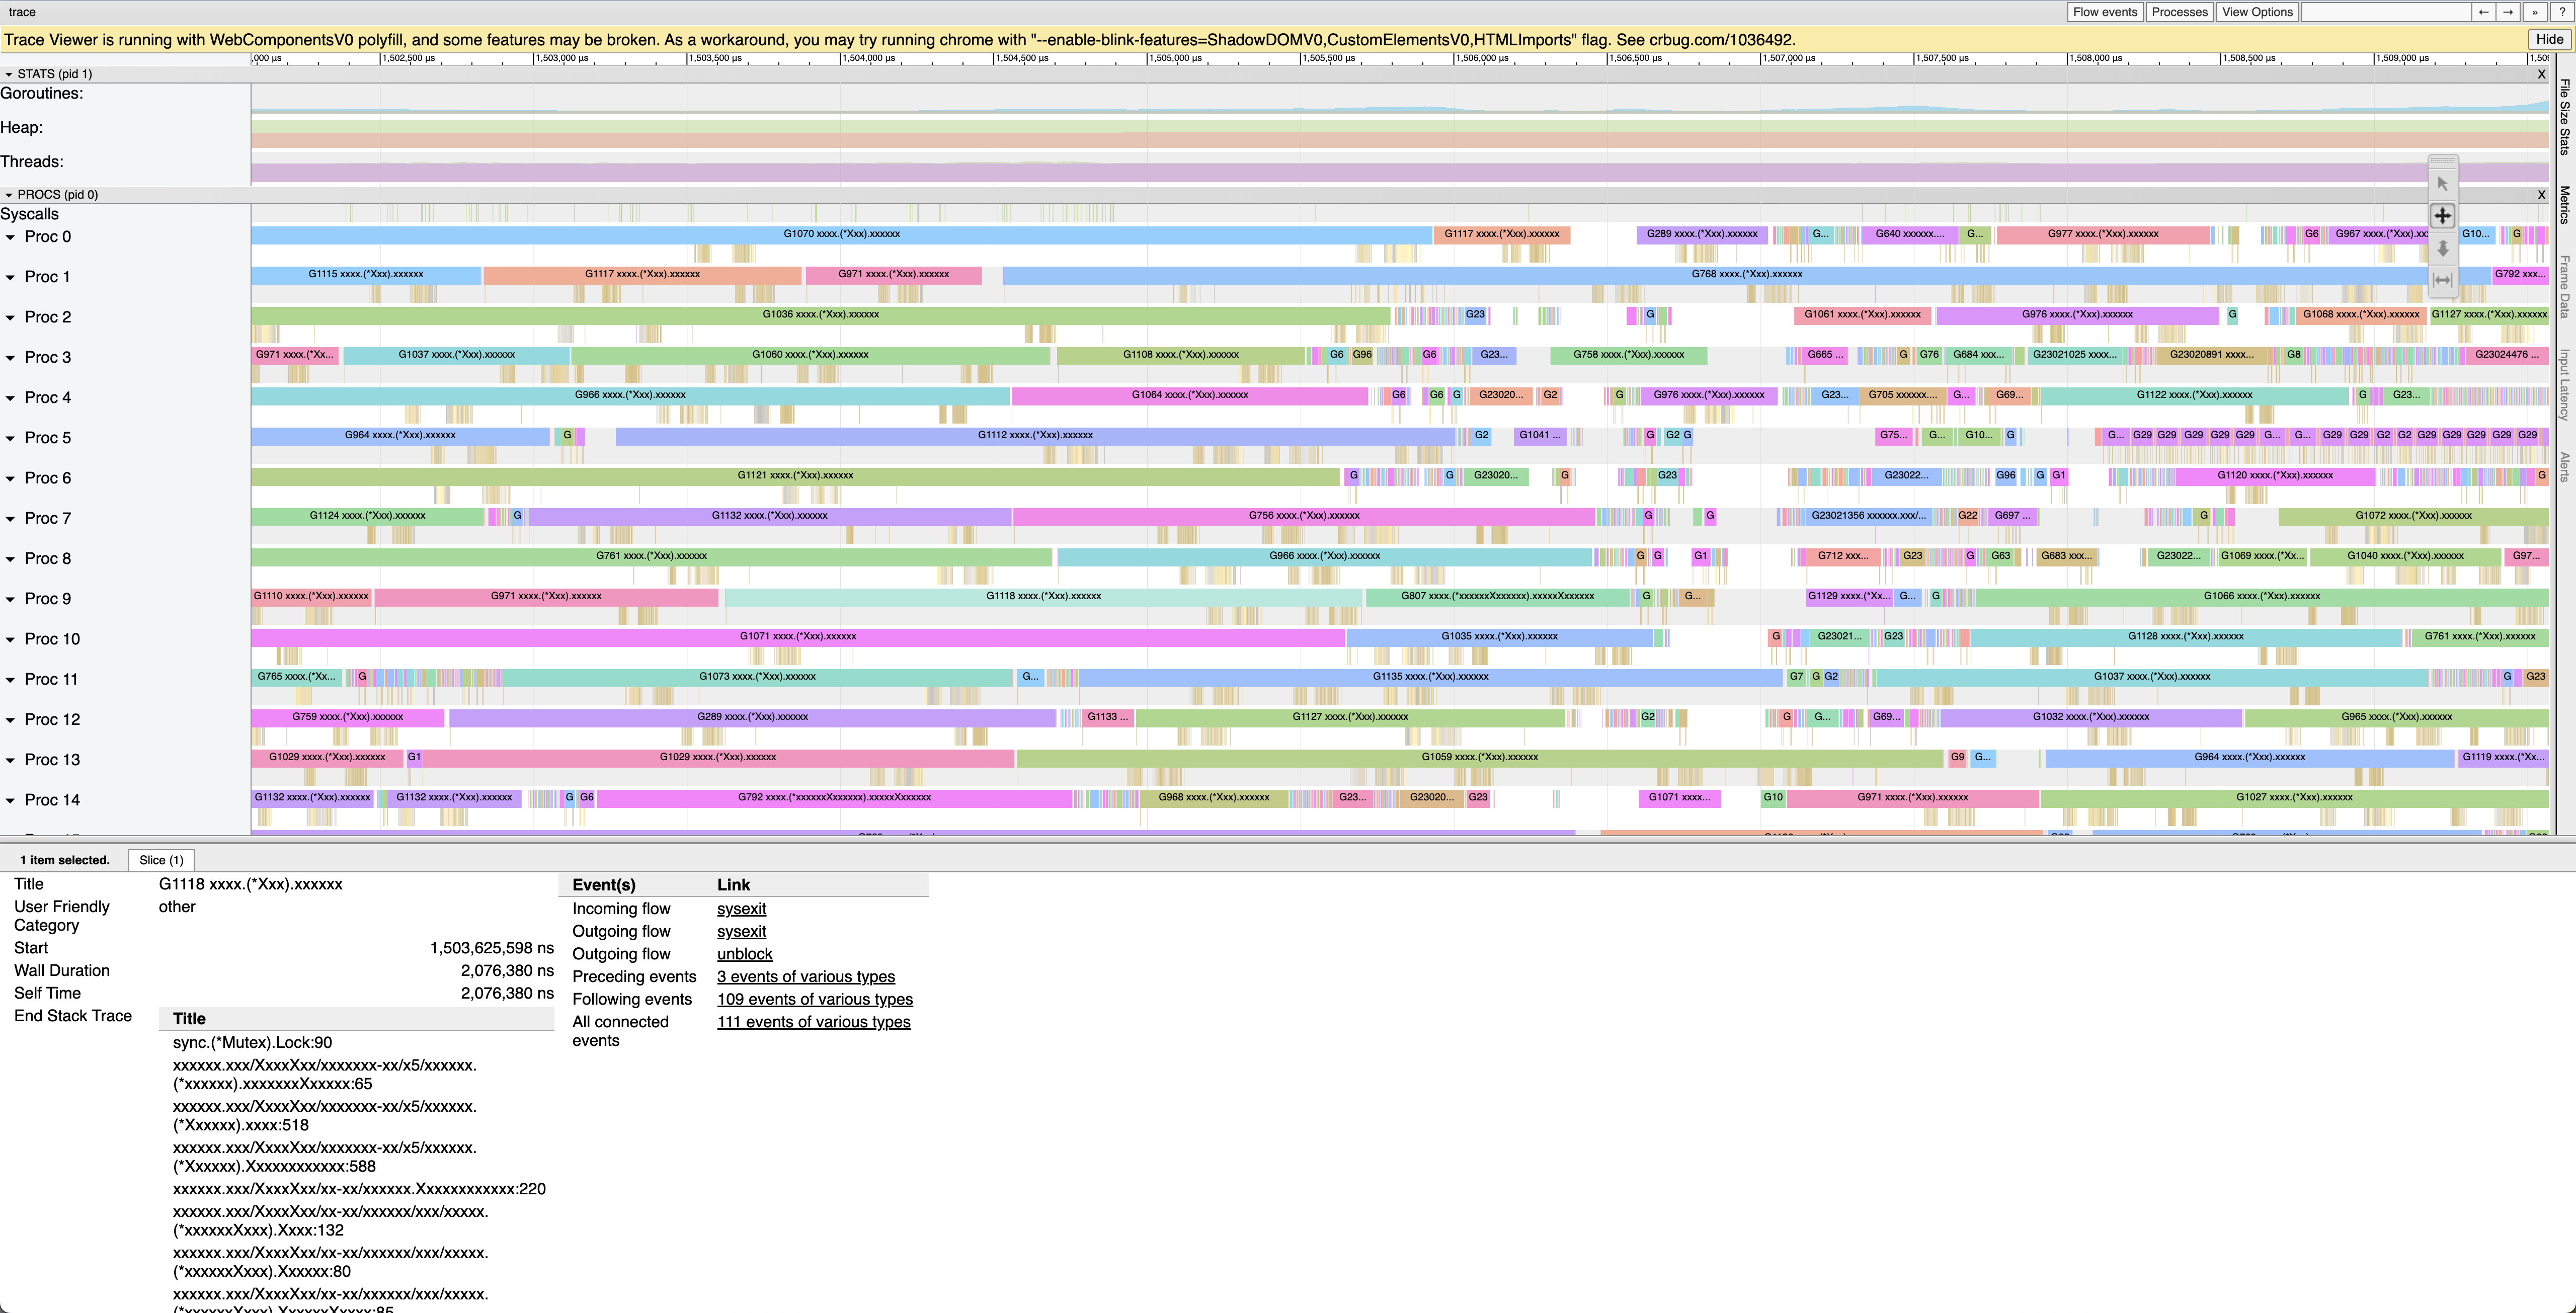 trace
Flow events Processes View Options ← → » ?
Trace Viewer is running with WebComponentsV0 polyfill, and some features may be broken. As a workaround, you may try running chrome with "--enable-blink-features=ShadowDOMV0,CustomElementsV0,HTMLImports" flag. See crbug.com/1036492.
Hide
,000 µs 1,502,500 µs 1,503,000 µs 1,503,500 µs 1,504,000 µs 1,504,500 µs 1,505,000 µs 1,505,500 µs 1,506,000 µs 1,506,500 µs 1,507,000 µs 1,507,500 µs 1,508,000 µs 1,508,500 µs 1,509,000 µs
STATS (pid 1) X
Goroutines:
Heap:
Threads:
PROCS (pid 0) X
Syscalls
Proc 0 G1070 xxxx.(*Xxx).xxxxxx G1117 xxxx.(*Xxx).xxxxxx G289 xxxx.(*Xxx).xxxxxx G... G640 xxxxxx.... G... G977 xxxx.(*Xxx).xxxxxx G6 G967 xxxx.(*Xxx).xx G10... G
Proc 1 G1115 xxxx.(*Xxx).xxxxxx G1117 xxxx.(*Xxx).xxxxxx G971 xxxx.(*Xxx).xxxxxx G768 xxxx.(*Xxx).xxxxxx G792 xxx...
Proc 2 G1036 xxxx.(*Xxx).xxxxxx G23 G G1061 xxxx.(*Xxx).xxxxxx G976 xxxx.(*Xxx).xxxxxx G G1068 xxxx.(*Xxx).xxxxxx G1127 xxxx.(*Xxx).xxxxxx
Proc 3 G971 xxxx.(*Xx... G1037 xxxx.(*Xxx).xxxxxx G1060 xxxx.(*Xxx).xxxxxx G1108 xxxx.(*Xxx).xxxxxx G6 G96 G6 G23... G758 xxxx.(*Xxx).xxxxxx G665 ... G G76 G684 xxx... G23021025 xxxx... G23020891 xxxx... G8 G23024476 ...
Proc 4 G966 xxxx.(*Xxx).xxxxxx G1064 xxxx.(*Xxx).xxxxxx G6 G6 G G23020... G2 G G976 xxxx.(*Xxx).xxxxxx G23... G705 xxxxxx.... G... G69... G1122 xxxx.(*Xxx).xxxxxx G G23...
Proc 5 G964 xxxx.(*Xxx).xxxxxx G G1112 xxxx.(*Xxx).xxxxxx G2 G1041 ... G G2 G G75... G... G10... G G... G29 G29 G29 G29 G29 G... G... G29 G29 G2 G2 G29 G29 G29 G29 G29
Proc 6 G1121 xxxx.(*Xxx).xxxxxx G G G23020... G G23 G23022... G96 G G1 G1120 xxxx.(*Xxx).xxxxxx G
Proc 7 G1124 xxxx.(*Xxx).xxxxxx G G1132 xxxx.(*Xxx).xxxxxx G756 xxxx.(*Xxx).xxxxxx G G G23021356 xxxxxx.xxx/... G22 G697 ... G G1072 xxxx.(*Xxx).xxxxxx
Proc 8 G761 xxxx.(*Xxx).xxxxxx G966 xxxx.(*Xxx).xxxxxx G G G1 G712 xxx... G23 G G63 G683 xxx... G23022... G1069 xxxx.(*Xx... G1040 xxxx.(*Xxx).xxxxxx G97...
Proc 9 G1110 xxxx.(*Xxx).xxxxxx G971 xxxx.(*Xxx).xxxxxx G1118 xxxx.(*Xxx).xxxxxx G807 xxx.(*xxxxxxXxxxxxx).xxxxxXxxxxxx G G... G1129 xxxx.(*Xx... G... G G1066 xxxx.(*Xxx).xxxxxx
Proc 10 G1071 xxxx.(*Xxx).xxxxxx G1035 xxxx.(*Xxx).xxxxxx G G23021... G23 G1128 xxxx.(*Xxx).xxxxxx G761 xxxx.(*Xxx).xxxxxx
Proc 11 G765 xxxx.(*Xx... G G1073 xxxx.(*Xxx).xxxxxx G... G1135 xxxx.(*Xxx).xxxxxx G7 G G2 G1037 xxxx.(*Xxx).xxxxxx G G23
Proc 12 G759 xxxx.(*Xxx).xxxxxx G289 xxxx.(*Xxx).xxxxxx G1133 ... G1127 xxxx.(*Xxx).xxxxxx G2 G G... G69... G1032 xxxx.(*Xxx).xxxxxx G965 xxxx.(*Xxx).xxxxxx
Proc 13 G1029 xxxx.(*Xxx).xxxxxx G1 G1029 xxxx.(*Xxx).xxxxxx G1059 xxxx.(*Xxx).xxxxxx G9 G... G964 xxxx.(*Xxx).xxxxxx G1119 xxxx.(*Xx...
Proc 14 G1132 xxxx.(*Xxx).xxxxxx G1132 xxxx.(*Xxx).xxxxxx G G6 G792 xxx.(*xxxxxxXxxxxxx).xxxxxXxxxxxx G968 xxxx.(*Xxx).xxxxxx G23... G23020... G23 G1071 xxxx... G10 G971 xxxx.(*Xxx).xxxxxx G1027 xxxx.(*Xxx).xxxxxx
File Size Stats
Metrics
Frame Data
Input Latency
Alerts
1 item selected. Slice (1)
Title G1118 xxxx.(*Xxx).xxxxxx
User Friendly Category other
Start 1,503,625,598 ns
Wall Duration 2,076,380 ns
Self Time 2,076,380 ns
End Stack Trace Title
sync.(*Mutex).Lock:90
xxxxxx.xxx/XxxxXxx/xxxxxxx-xx/x5/xxxxxx.
(*xxxxxx).xxxxxxxXxxxxx:65
xxxxxx.xxx/XxxxXxx/xxxxxxx-xx/x5/xxxxxx.
(*Xxxxxx).xxxx:518
xxxxxx.xxx/XxxxXxx/xxxxxxx-xx/x5/xxxxxx.
(*Xxxxxx).Xxxxxxxxxxxx:588
xxxxxx.xxx/XxxxXxx/xx-xx/xxxxxx.Xxxxxxxxxxxx:220
xxxxxx.xxx/XxxxXxx/xx-xx/xxxxxx/xxx/xxxxx.
(*xxxxxxXxxx).Xxxx:132
xxxxxx.xxx/XxxxXxx/xx-xx/xxxxxx/xxx/xxxxx.
(*xxxxxxXxxx).Xxxxxx:80
xxxxxx.xxx/XxxxXxx/xx-xx/xxxxxx/xxx/xxxxx.
Event(s) Link
Incoming flow sysexit
Outgoing flow sysexit
Outgoing flow unblock
Preceding events 3 events of various types
Following events 109 events of various types
All connected events 111 events of various types